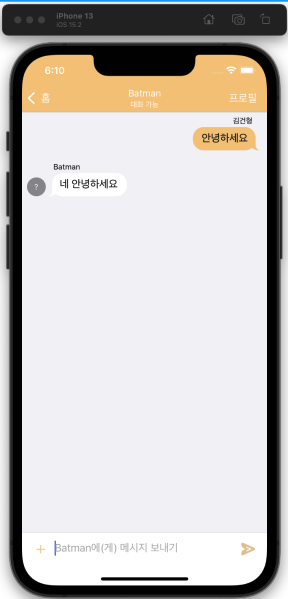 iPhone 13
iOS 15.2
6:10
홈
Batman
대화 가능
프로필
김건형
안녕하세요
Batman
?
네 안녕하세요
+
Batman에(게) 메시지 보내기